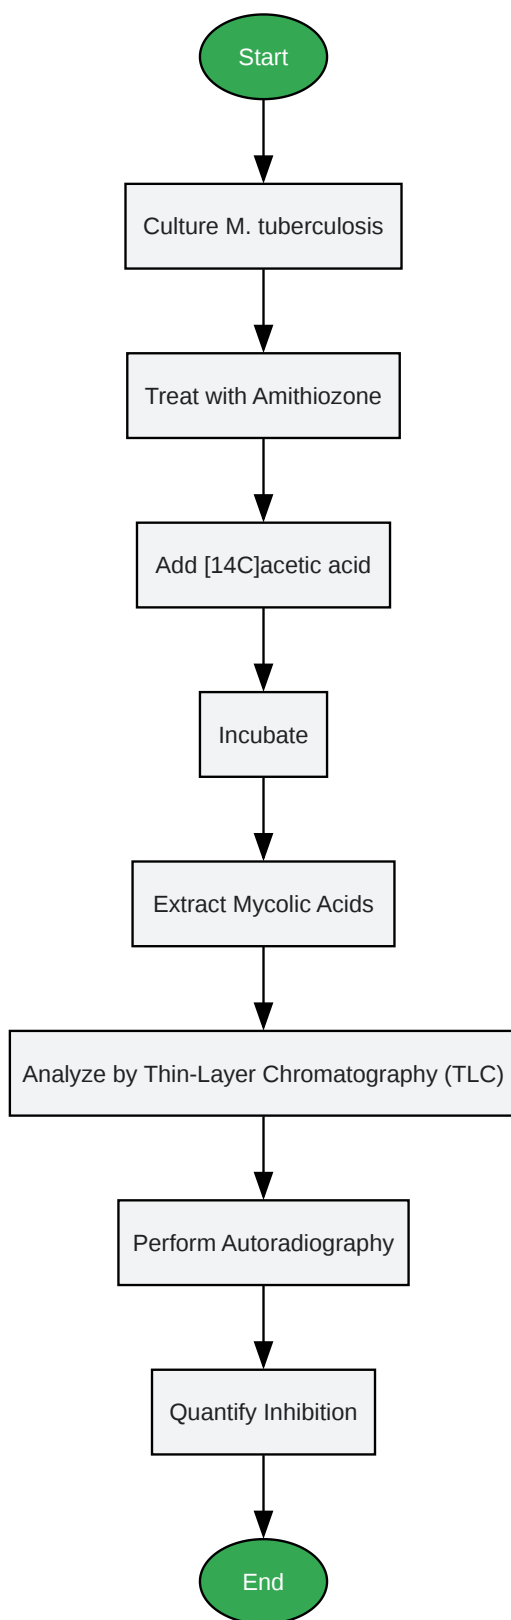 Start
Culture M. tuberculosis
Treat with Amithiozone
Add [14C]acetic acid
Incubate
Extract Mycolic Acids
Analyze by Thin-Layer Chromatography (TLC)
Perform Autoradiography
Quantify Inhibition
End